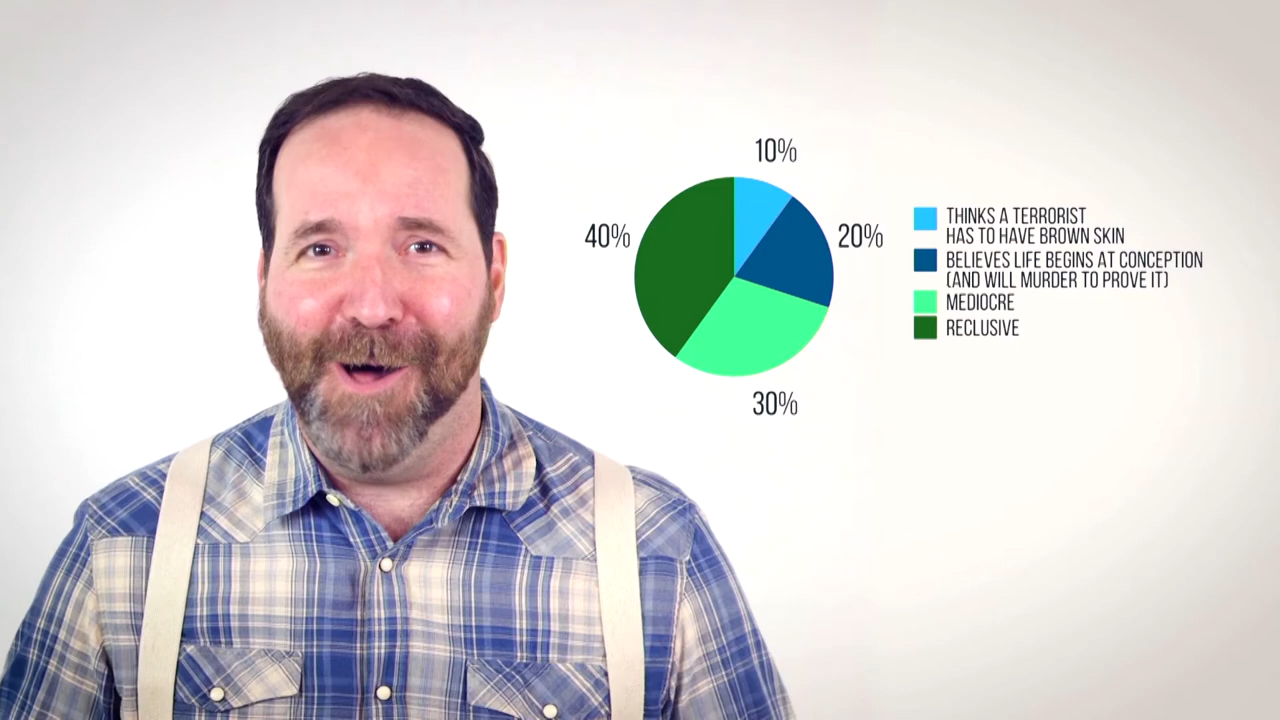 10%
40%
20%
30%
THINKS A TERRORIST
HAS TO HAVE BROWN SKIN
BELIEVES LIFE BEGINS AT CONCEPTION
(AND WILL MURDER TO PROVE IT)
MEDIOCRE
RECLUSIVE